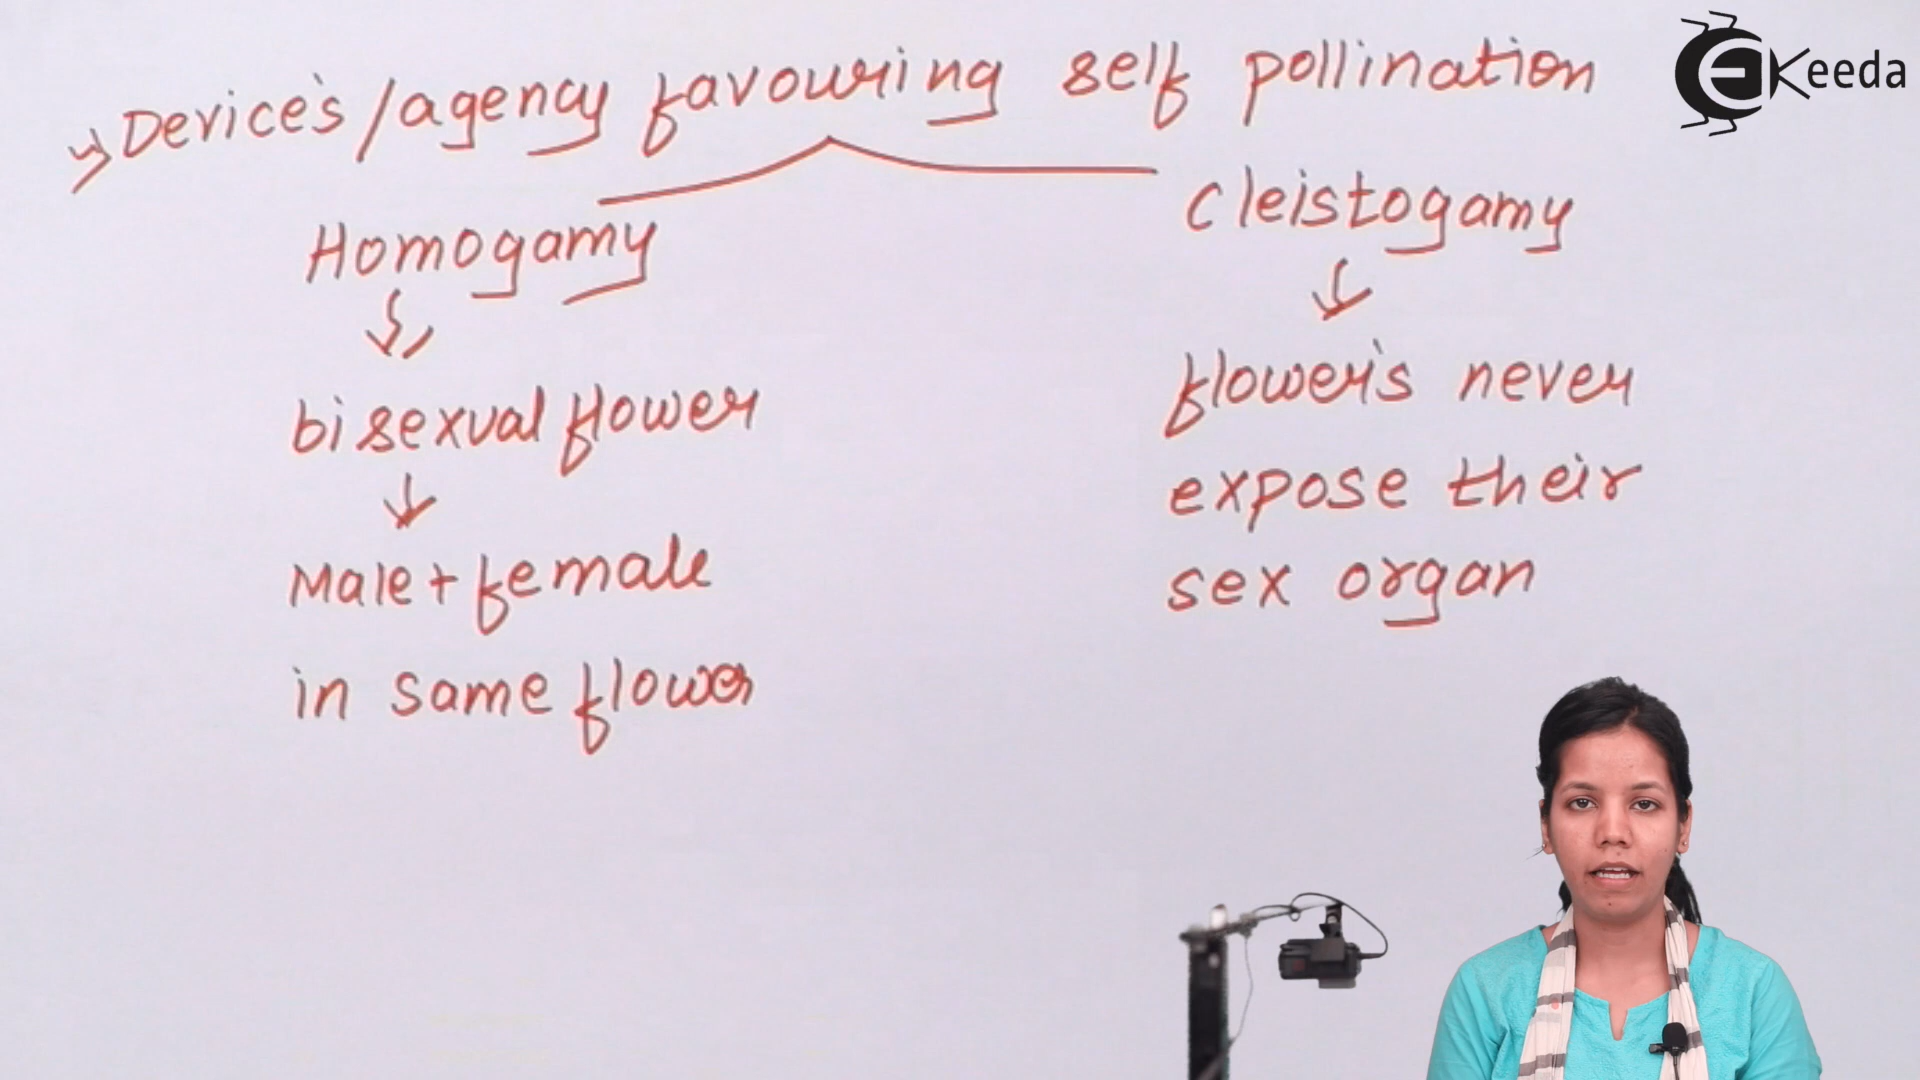 Device's/agency favouring self pollination
Homogamy
bisexual flower
Male + female
in same flower
Cleistogamy
flower's never
expose their
sex organ
EKeeda